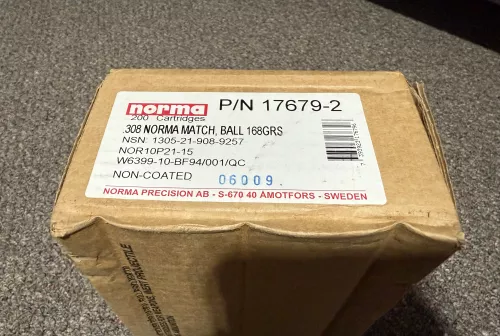 norma P/N 17679-2
200 Cartridges
.308 NORMA MATCH, BALL 168GRS
NSN: 1305-21-908-9257
NOR10P21-15
W6399-10-BF94/001/QC
NON-COATED 06009.
NORMA PRECISION AB - S-670 40 ÅMOTFORS - SWEDEN